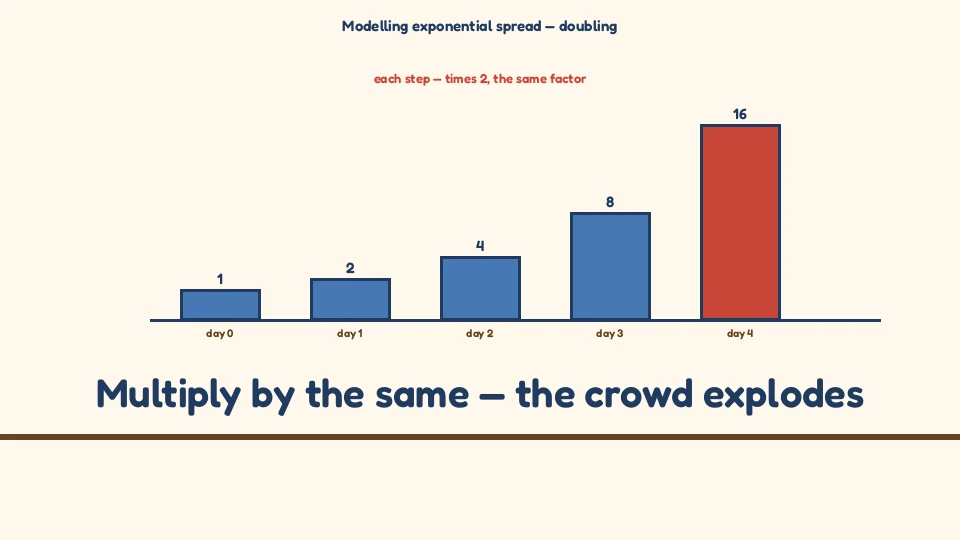 Modelling exponential spread — doubling
each step — times 2, the same factor
16
8
4
2
1
day 0 day 1 day 2 day 3 day 4
Multiply by the same — the crowd explodes